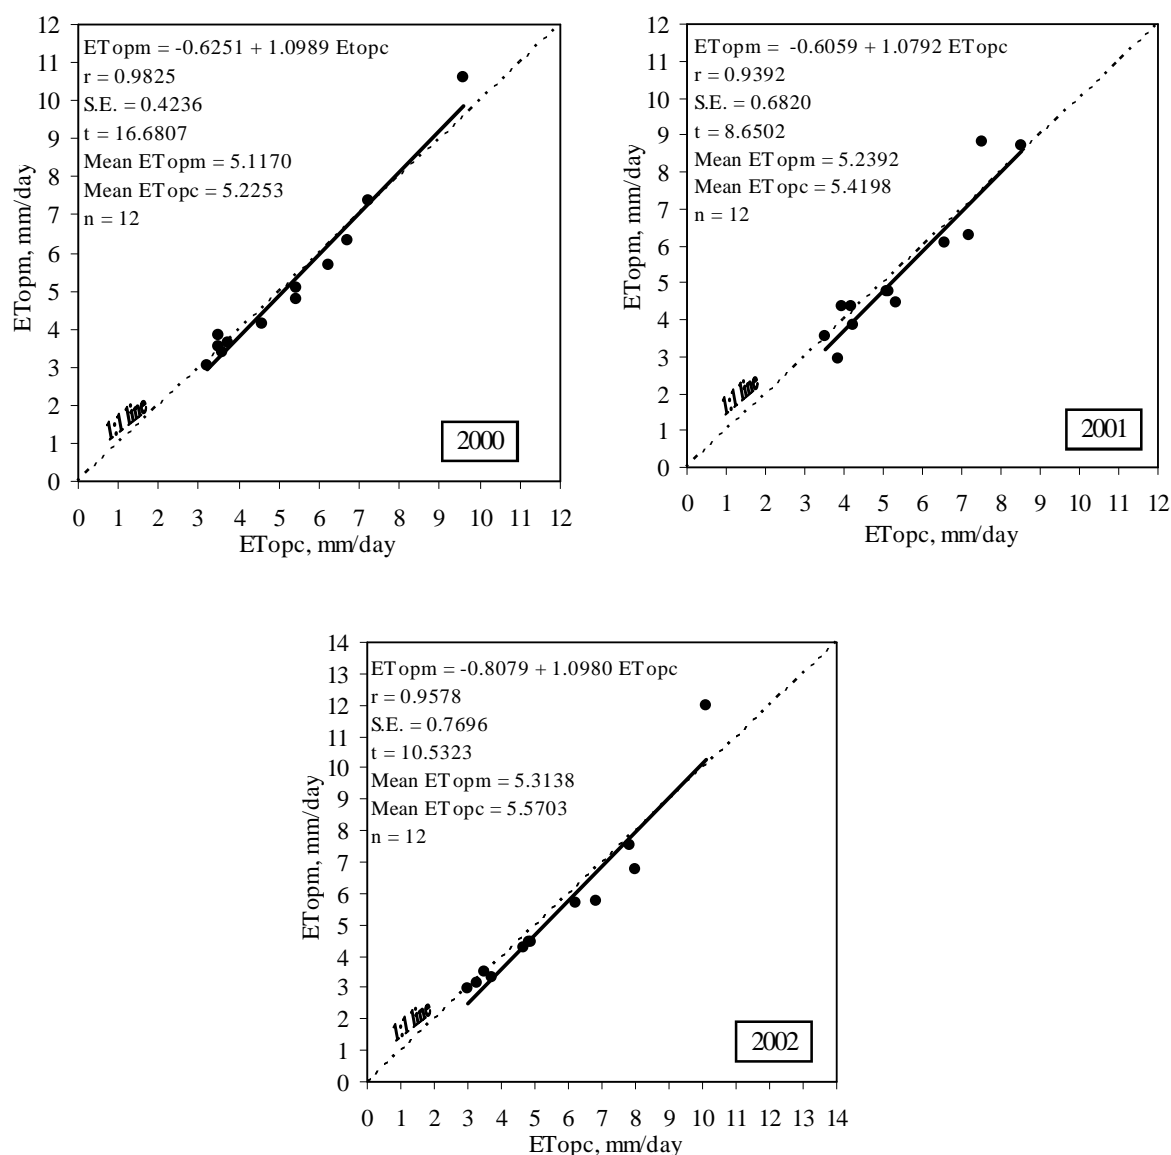 12
11
10
9
8
7
6
5
4
3
2
1
0
ETopm, mm/day
ETopm = -0.6251 + 1.0989 Etopc
r = 0.9825
S.E. = 0.4236
t = 16.6807
Mean ETopm = 5.1170
Mean ETopc = 5.2253
n = 12
1:1 line
2000
0 1 2 3 4 5 6 7 8 9 10 11 12
ETopc, mm/day
12
11
10
9
8
7
6
5
4
3
2
1
0
ETopm, mm/day
ETopm = -0.6059 + 1.0792 ETopc
r = 0.9392
S.E. = 0.6820
t = 8.6502
Mean ETopm = 5.2392
Mean ETopc = 5.4198
n = 12
1:1 line
2001
0 1 2 3 4 5 6 7 8 9 10 11 12
ETopc, mm/day
14
13
12
11
10
9
8
7
6
5
4
3
2
1
0
ETopm, mm/day
ETopm = -0.8079 + 1.0980 ETopc
r = 0.9578
S.E. = 0.7696
t = 10.5323
Mean ETopm = 5.3138
Mean ETopc = 5.5703
n = 12
1:1 line
2002
0 1 2 3 4 5 6 7 8 9 10 11 12 13 14
ETopc, mm/day